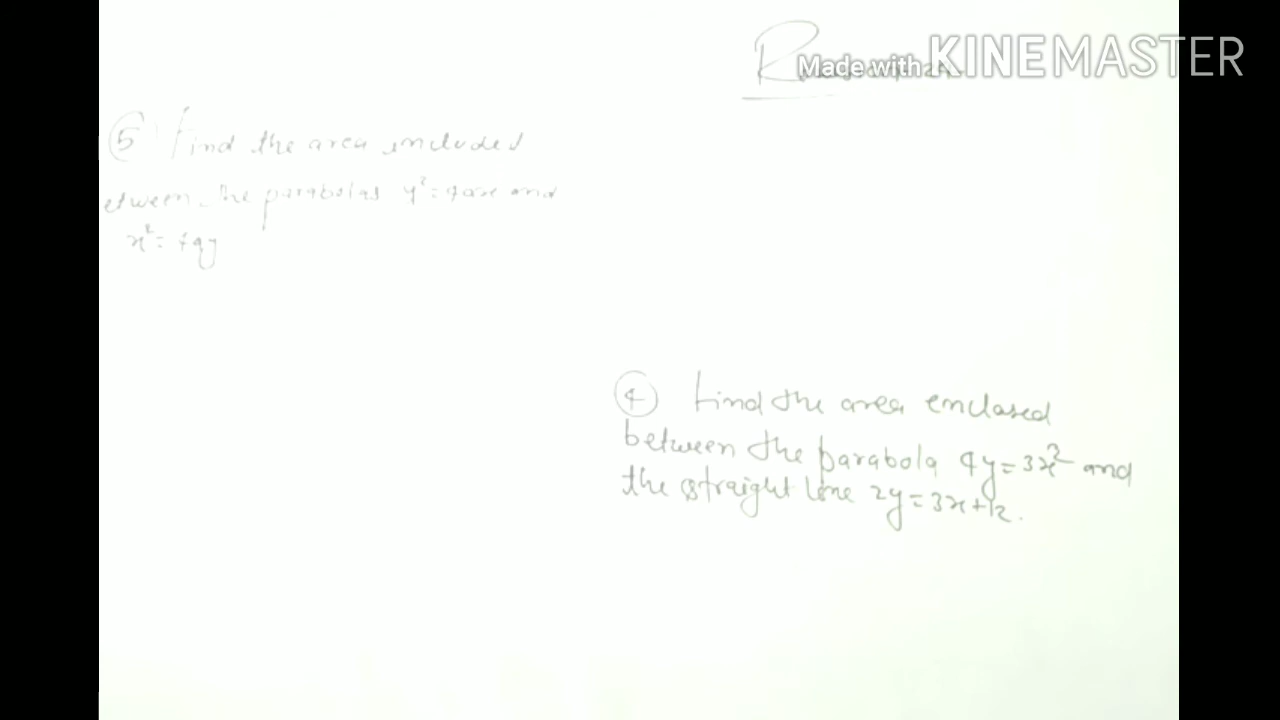 Made with KINEMASTER
⑤ Find the area included
etween the parabolas y² = 4ax and
x² = 4ay
④ Find the area enclosed
between the parabola 4y = 3x² and
the straight line 2y = 3x + 12.